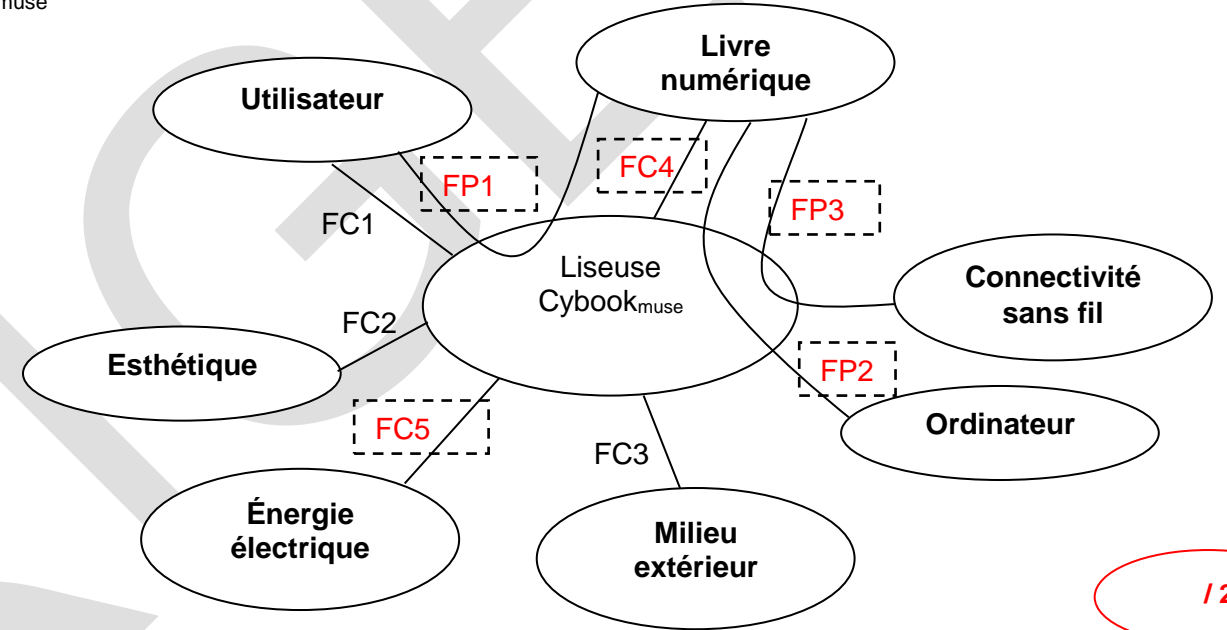 muse
Livre
numérique
Utilisateur
FP1
FC4
FP3
FC1
Liseuse
Cybookmuse
Connectivité
sans fil
FC2
Esthétique
FP2
Ordinateur
FC5
FC3
Énergie
électrique
Milieu
extérieur
/ 2